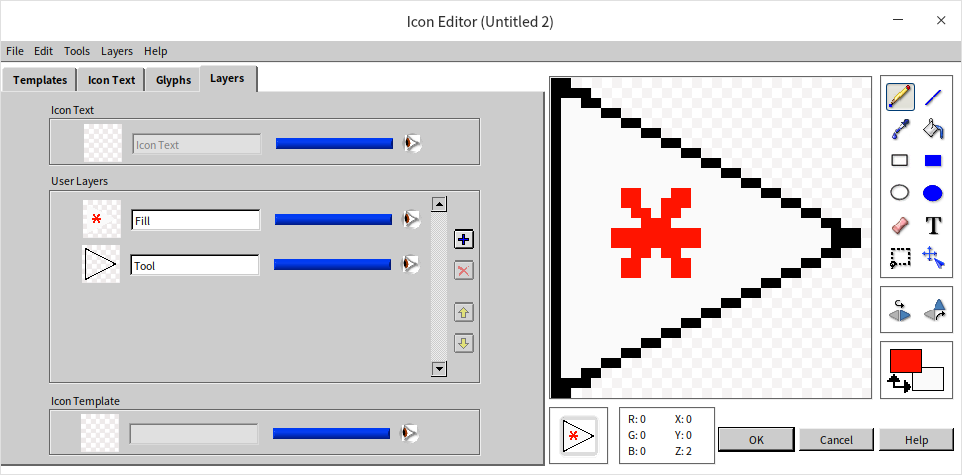 Icon Editor (Untitled 2)
File Edit Tools Layers Help
Templates Icon Text Glyphs Layers
Icon Text
Icon Text
User Layers
Fill
Tool
Icon Template
T
R: 0 X: 0
G: 0 Y: 0
B: 0 Z: 2
OK Cancel Help